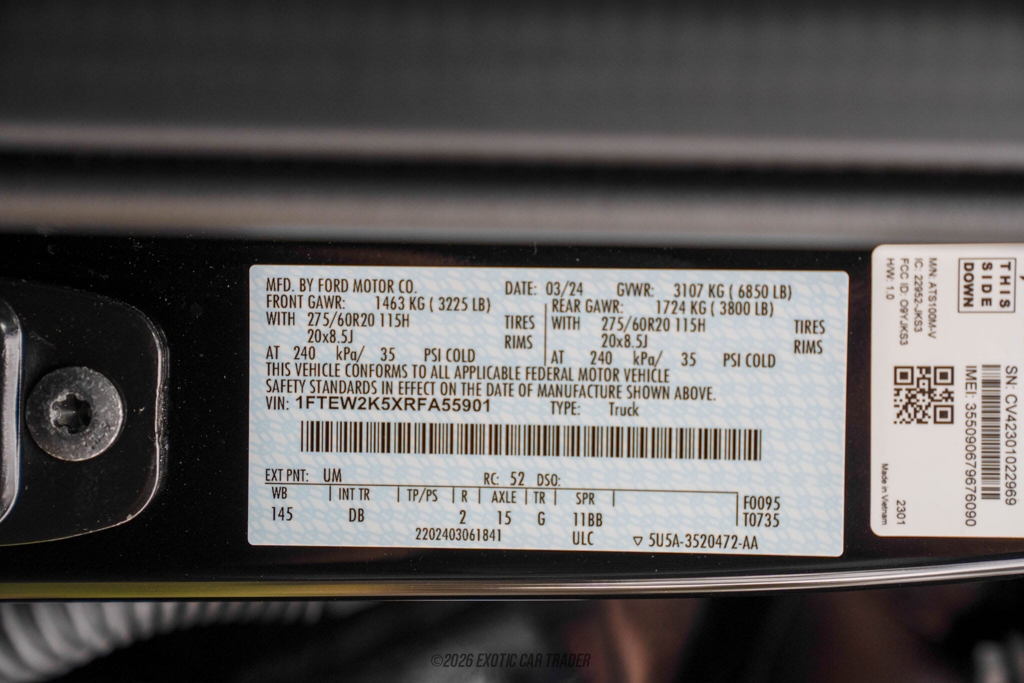 MFD. BY FORD MOTOR CO. DATE: 03/24 GVWR: 3107 KG ( 6850 LB)
FRONT GAWR: 1463 KG ( 3225 LB) REAR GAWR: 1724 KG ( 3800 LB)
WITH 275/60R20 115H TIRES WITH 275/60R20 115H TIRES
20x8.5J RIMS 20x8.5J RIMS
AT 240 kPa/ 35 PSI COLD AT 240 kPa/ 35 PSI COLD
THIS VEHICLE CONFORMS TO ALL APPLICABLE FEDERAL MOTOR VEHICLE
SAFETY STANDARDS IN EFFECT ON THE DATE OF MANUFACTURE SHOWN ABOVE.
VIN: 1FTEW2K5XRFA55901 TYPE: Truck
EXT PNT: UM RC: 52 DSO:
WB INT TR TP/PS R AXLE TR SPR F0095
145 DB 2 15 G 11BB T0735
2202403061841 ULC ▽ 5U5A-3520472-AA
THIS
SIDE
DOWN
M/N: ATS100M-V
IC: 22952-JKS3
FCC ID: O9YJKS3
H/W: 1.0
SN: CV42301022969
IMEI: 355090679676090
2301
Made in Vietnam
©2026 EXOTIC CAR TRADER